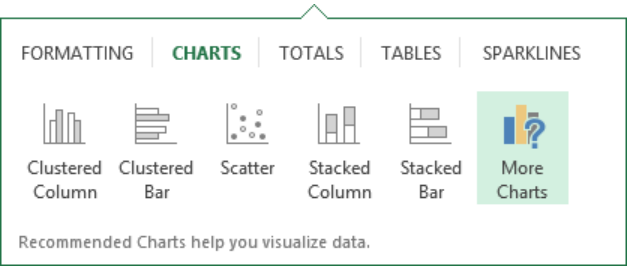 FORMATTING CHARTS TOTALS TABLES SPARKLINES
Clustered Clustered Scatter Stacked Stacked More
Column Bar Column Bar Charts
Recommended Charts help you visualize data.